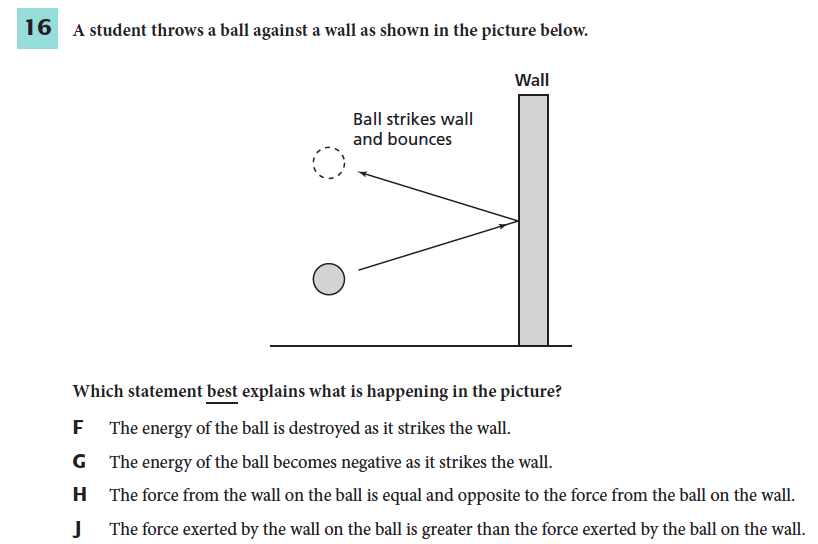 16 A student throws a ball against a wall as shown in the picture below.
Wall
Ball strikes wall
and bounces
Which statement best explains what is happening in the picture?
F The energy of the ball is destroyed as it strikes the wall.
G The energy of the ball becomes negative as it strikes the wall.
H The force from the wall on the ball is equal and opposite to the force from the ball on the wall.
J The force exerted by the wall on the ball is greater than the force exerted by the ball on the wall.